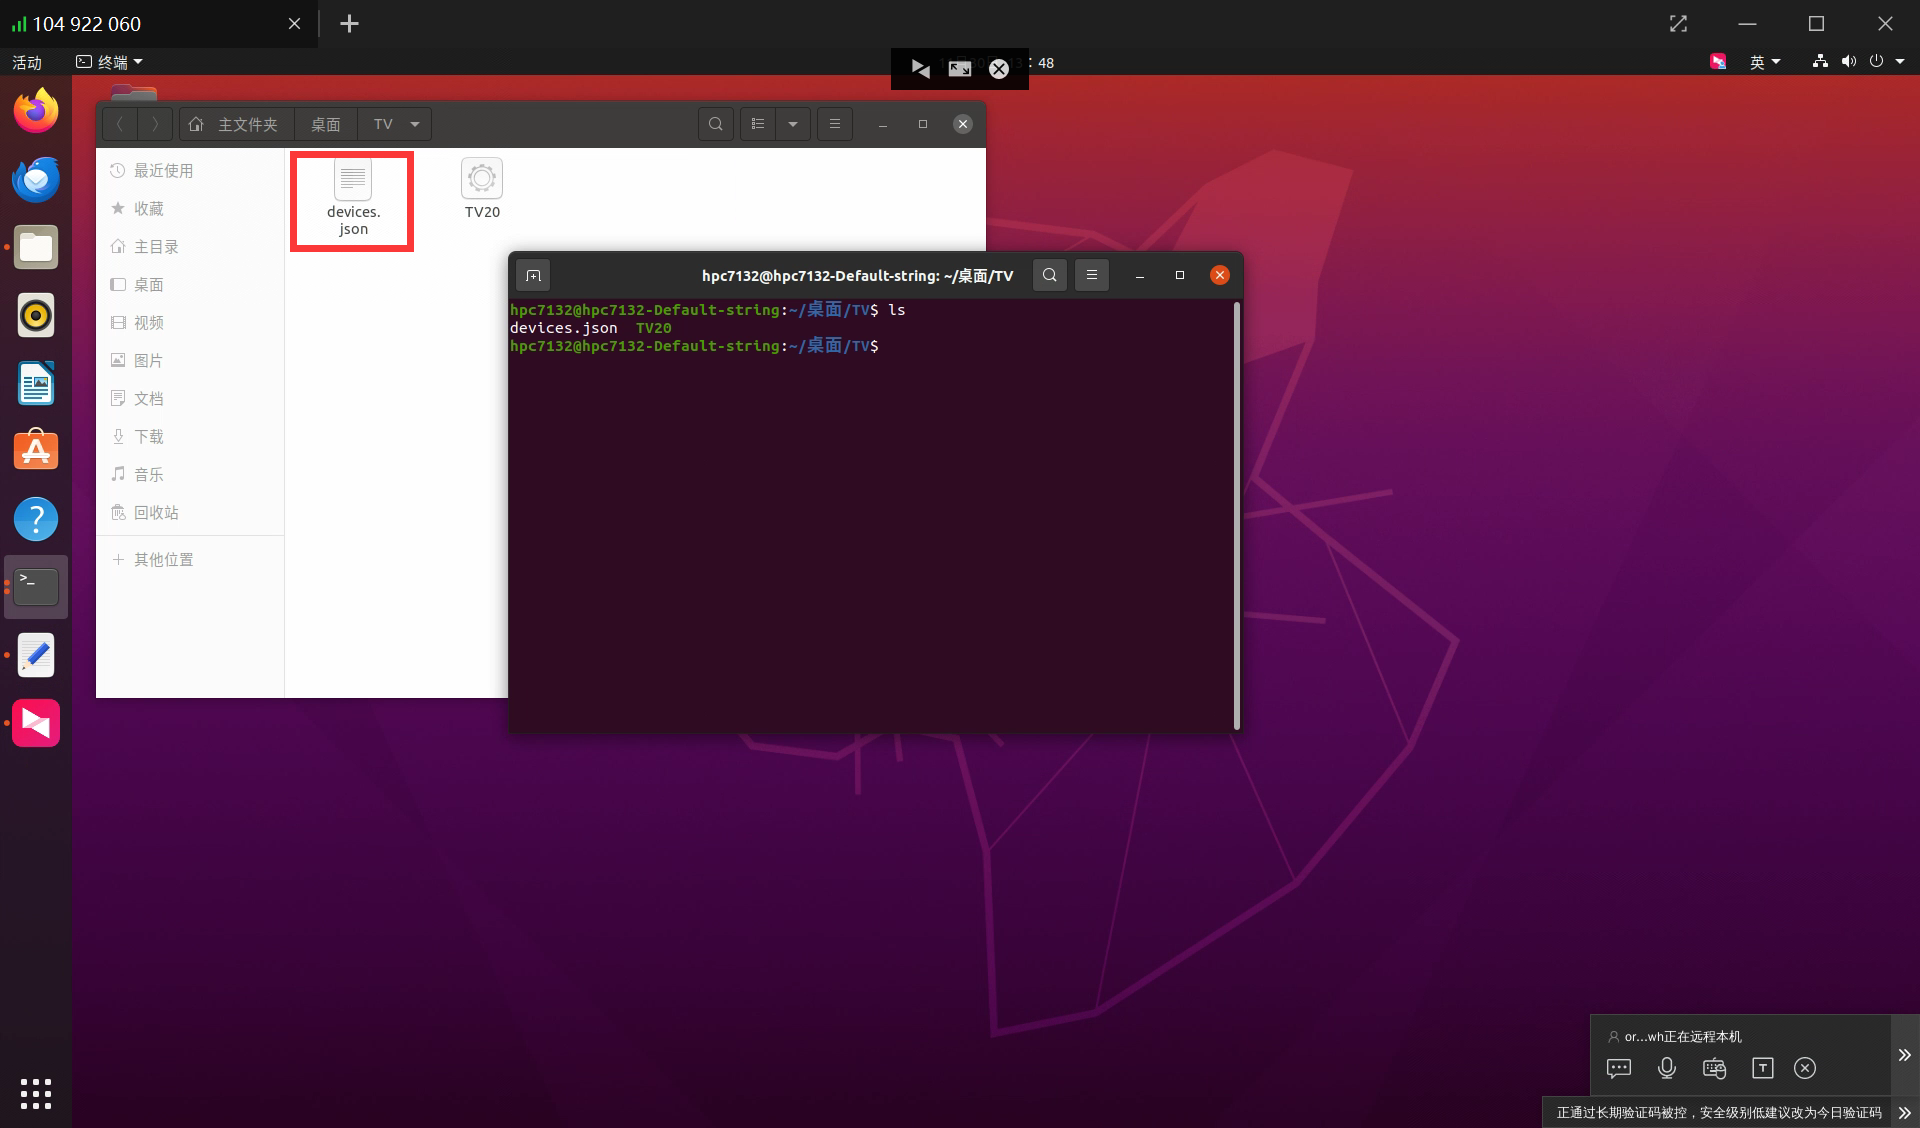 104 922 060
活动
终端
: 48
英
主文件夹
桌面
TV
最近使用
收藏
主目录
桌面
视频
图片
文档
下载
音乐
回收站
其他位置
devices.
json
TV20
hpc7132@hpc7132-Default-string: ~/桌面/TV
hpc7132@hpc7132-Default-string:~/桌面/TV$ ls
devices.json  TV20
hpc7132@hpc7132-Default-string:~/桌面/TV$
or...wh正在远程本机
正通过长期验证码被控，安全级别低建议改为今日验证码